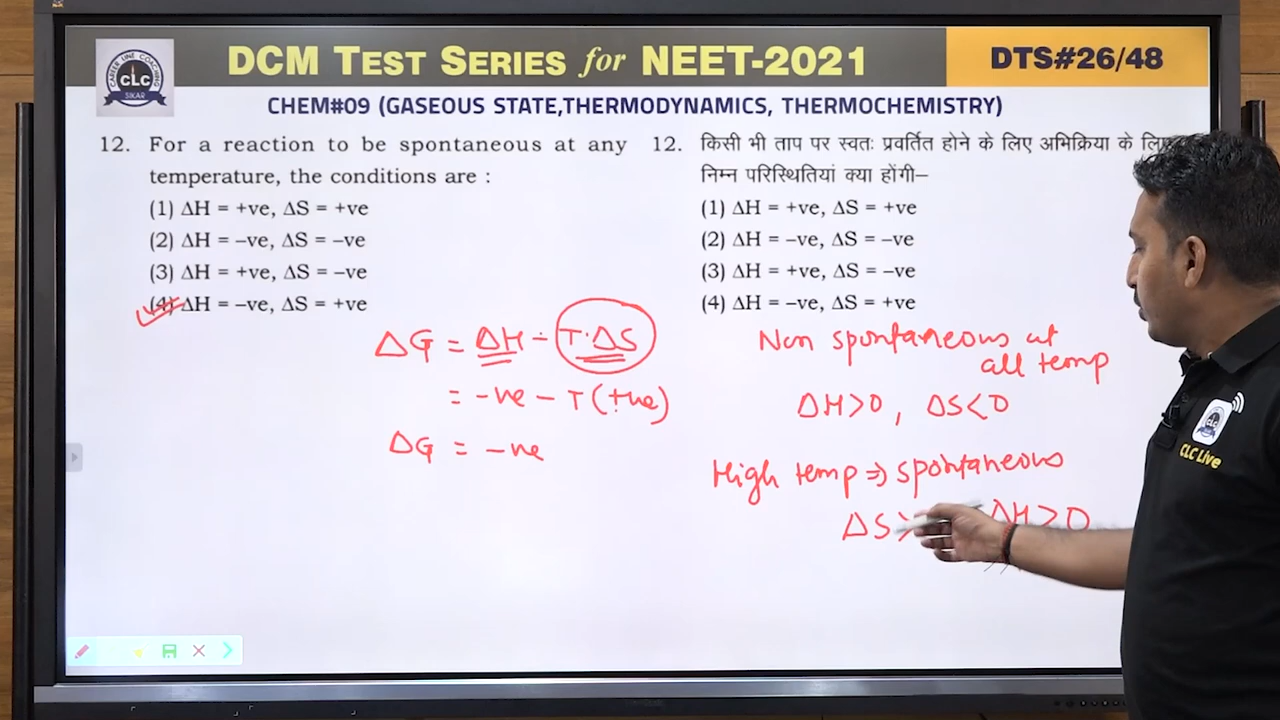 DCM TEST SERIES for NEET-2021
DTS#26/48
CAREER LINE COACHING
CLC
SIKAR
CHEM#09 (GASEOUS STATE,THERMODYNAMICS, THERMOCHEMISTRY)
12. For a reaction to be spontaneous at any
temperature, the conditions are :
(1) ΔH = +ve, ΔS = +ve
(2) ΔH = –ve, ΔS = –ve
(3) ΔH = +ve, ΔS = –ve
(4) ΔH = –ve, ΔS = +ve
12. किसी भी ताप पर स्वतः प्रवर्तित होने के लिए अभिक्रिया के
निम्न परिस्थितियां क्या होंगी–
(1) ΔH = +ve, ΔS = +ve
(2) ΔH = –ve, ΔS = –ve
(3) ΔH = +ve, ΔS = –ve
(4) ΔH = –ve, ΔS = +ve
ΔG = ΔH - T·ΔS
= -ve - T(+ve)
ΔG = -ve
Non spontaneous at
all temp
ΔH>0, ΔS<0
High temp ⇒ spontaneous
ΔS> ΔH>0
CLC
CLC Live